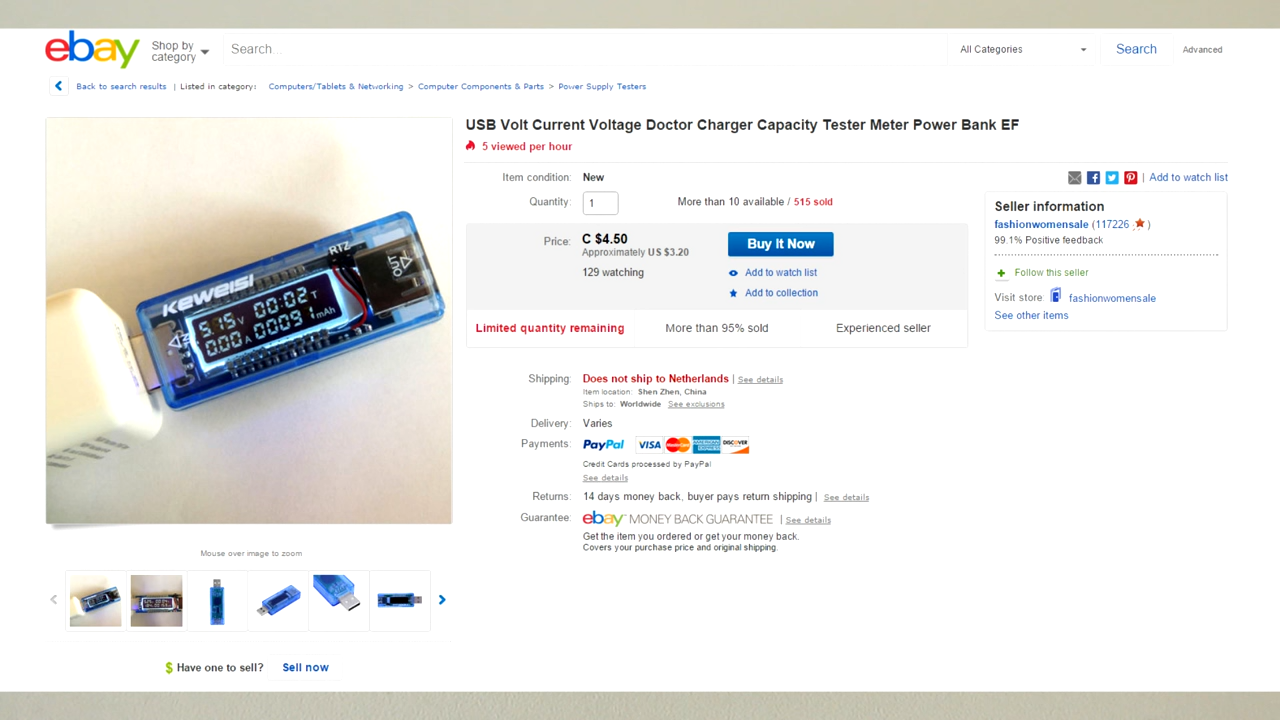 ebay
Shop by
category
Search...
All Categories
Search
Advanced
Back to search results | Listed in category: Computers/Tablets & Networking > Computer Components & Parts > Power Supply Testers
USB Volt Current Voltage Doctor Charger Capacity Tester Meter Power Bank EF
5 viewed per hour
Item condition: New
| Add to watch list
Quantity: 1 More than 10 available / 515 sold
Price: C $4.50
Approximately US $3.20
129 watching
Buy It Now
Add to watch list
Add to collection
Limited quantity remaining More than 95% sold Experienced seller
Seller information
fashionwomensale (117226 )
99.1% Positive feedback
Follow this seller
Visit store: fashionwomensale
See other items
Shipping: Does not ship to Netherlands | See details
Item location: Shen Zhen, China
Ships to: Worldwide See exclusions
Delivery: Varies
Payments: PayPal VISA MasterCard AMERICAN EXPRESS DISCOVER
Credit Cards processed by PayPal
See details
Returns: 14 days money back, buyer pays return shipping | See details
Guarantee: ebay MONEY BACK GUARANTEE | See details
Get the item you ordered or get your money back.
Covers your purchase price and original shipping.
KEWEISI
RTZ
5V
5.15V 00:02T
0.00A 00091mAh
Mouse over image to zoom
$ Have one to sell? Sell now